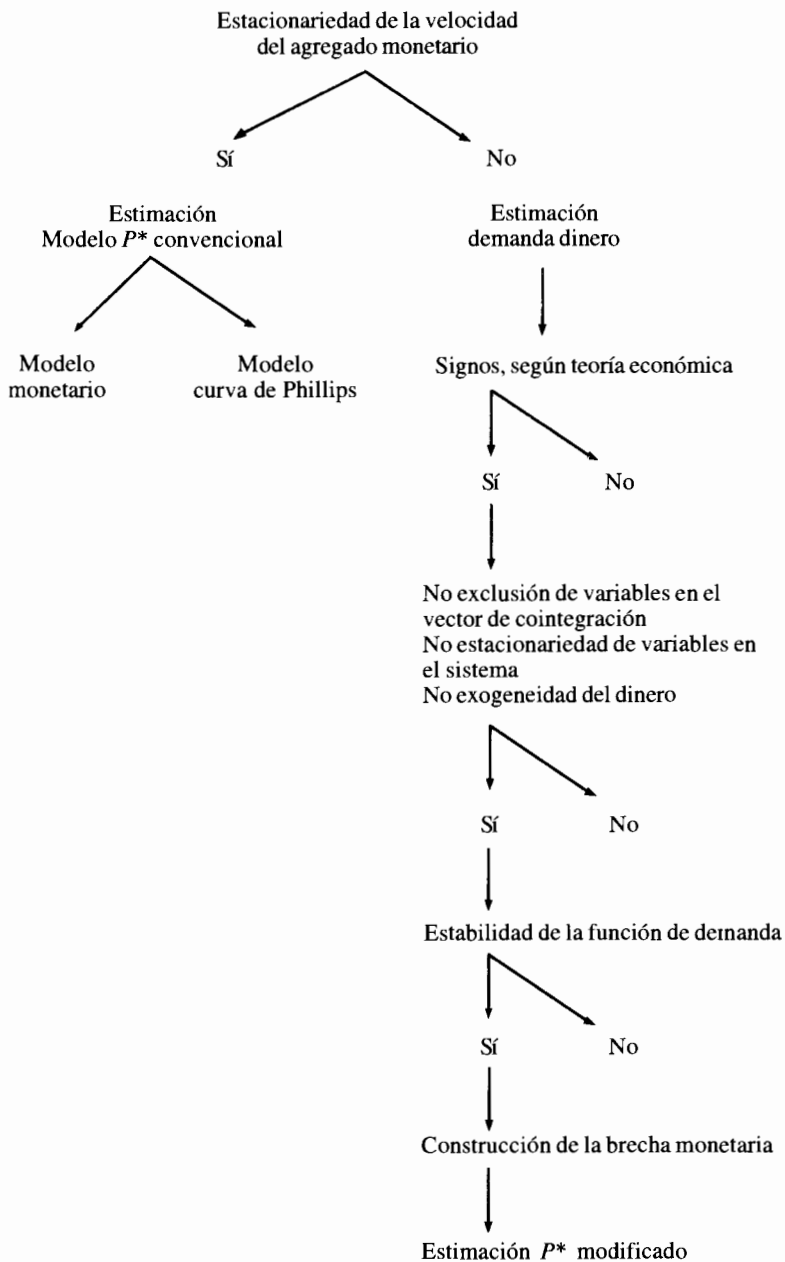 Estacionariedad de la velocidad
del agregado monetario
Sí
No
Estimación
Modelo P* convencional
Estimación
demanda dinero
Modelo
monetario
Modelo
curva de Phillips
Signos, según teoría económica
Sí
No
No exclusión de variables en el
vector de cointegración
No estacionariedad de variables en
el sistema
No exogeneidad del dinero
Sí
No
Estabilidad de la función de demanda
Sí
No
Construcción de la brecha monetaria
Estimación P* modificado